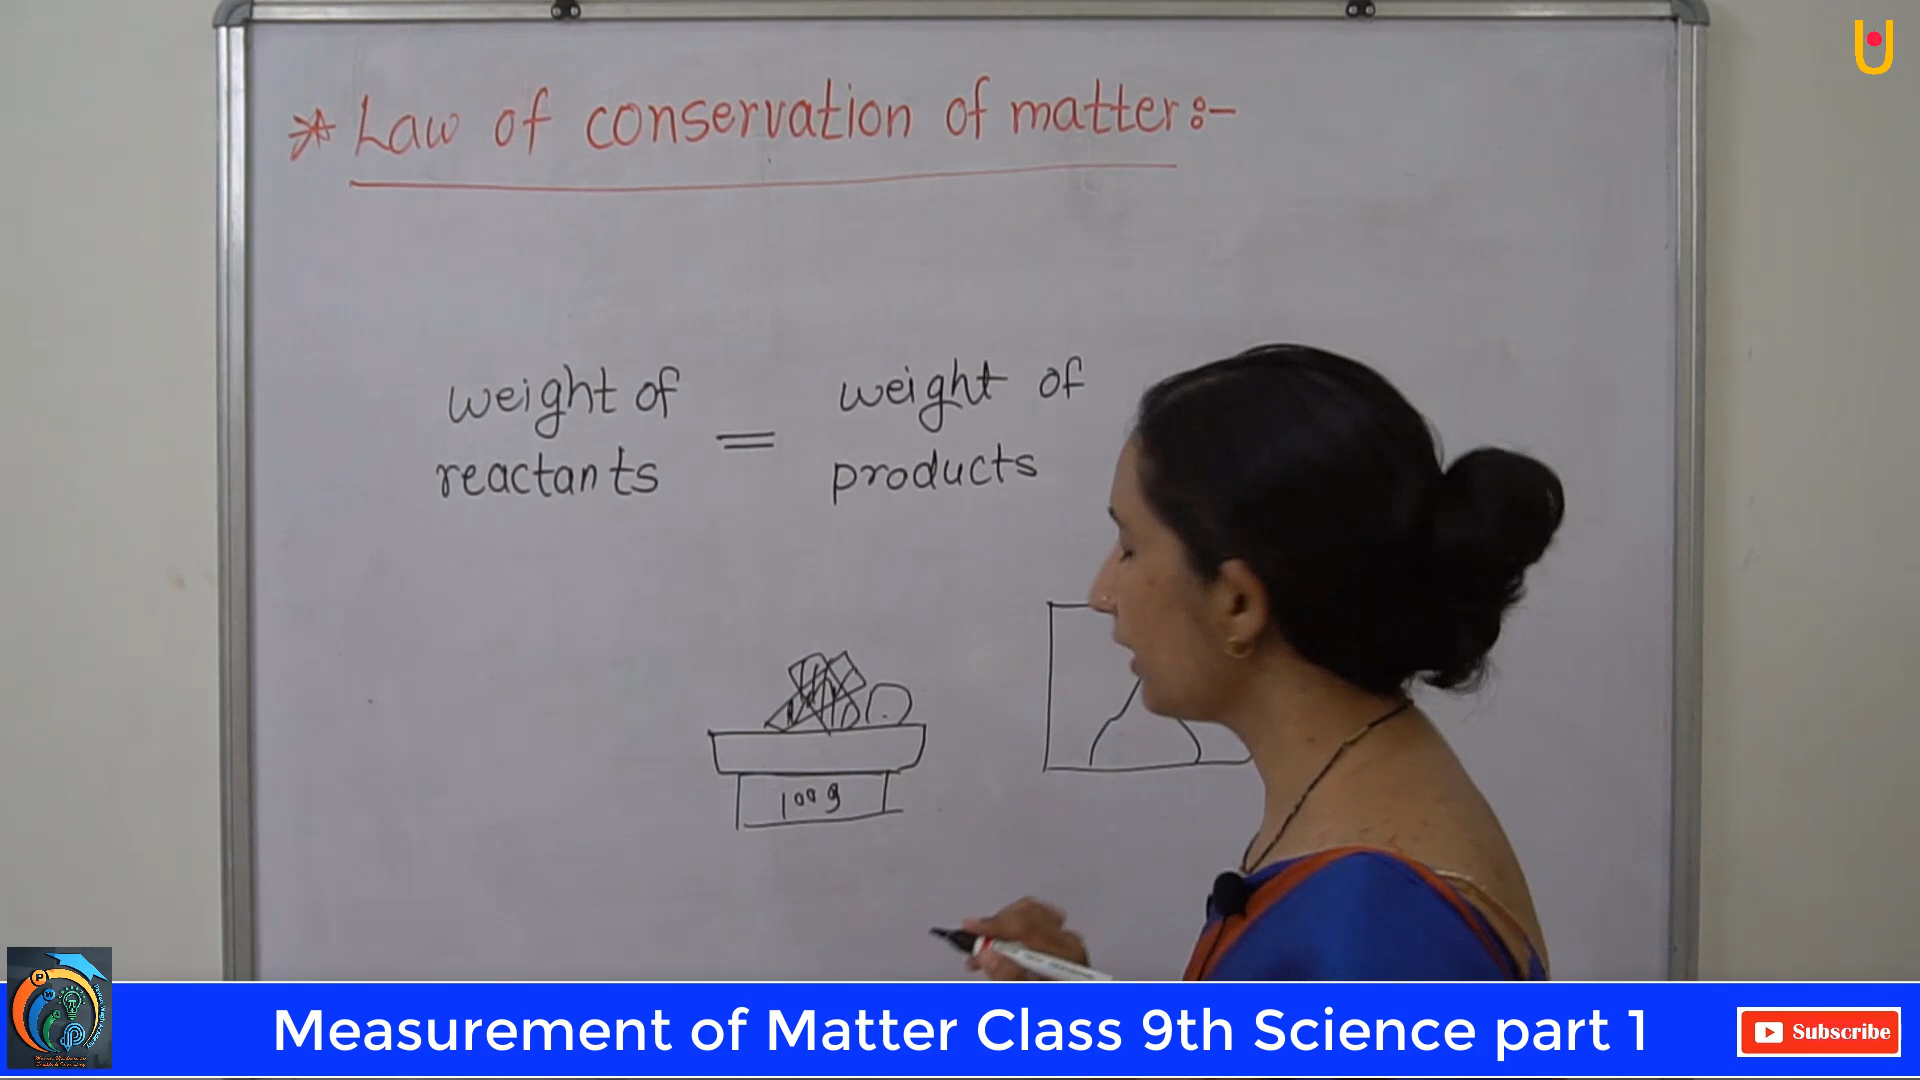 * Law of conservation of matter:-
weight of
reactants
=
weight of
products
100 g
Measurement of Matter Class 9th Science part 1
Subscribe